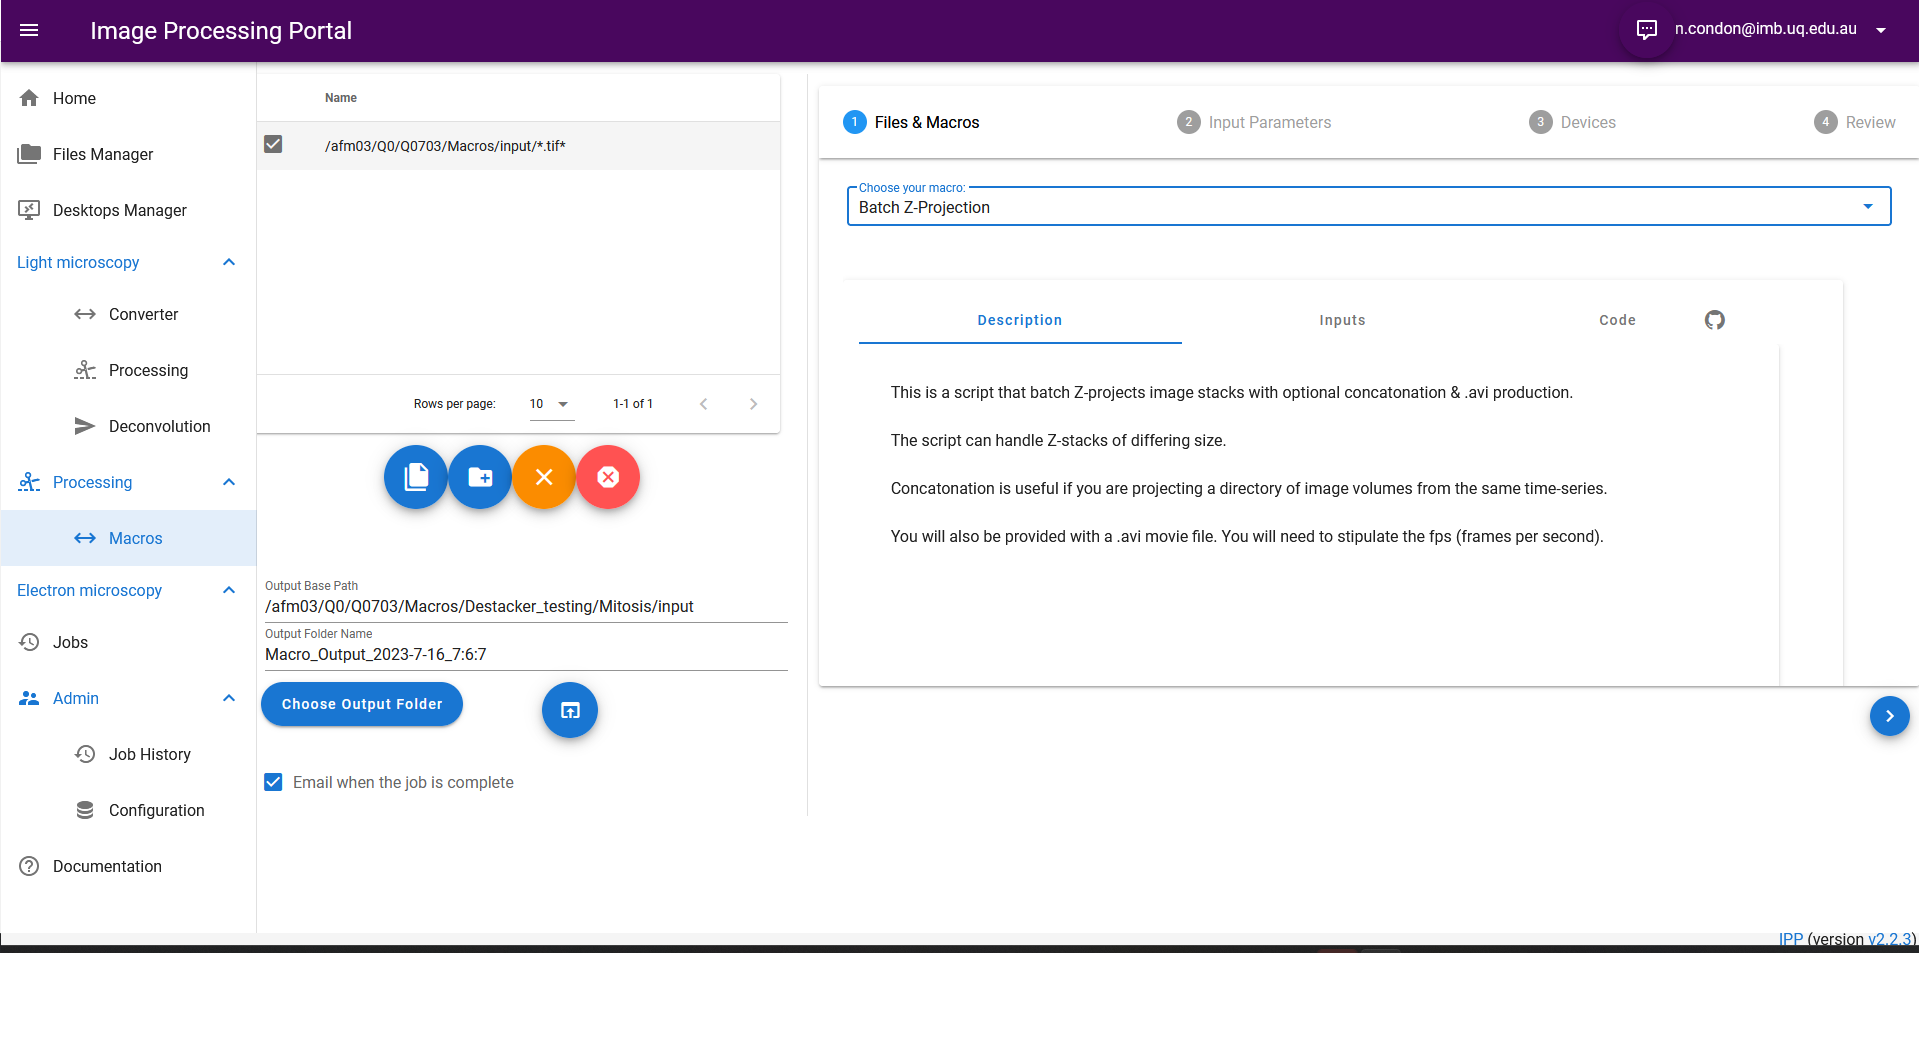 Image Processing Portal
n.condon@imb.uq.edu.au
Home
Files Manager
Desktops Manager
Light microscopy
Converter
Processing
Deconvolution
Processing
Macros
Electron microscopy
Jobs
Admin
Job History
Configuration
Documentation
Name
/afm03/Q0/Q0703/Macros/input/*.tif*
Rows per page: 10 1-1 of 1
Output Base Path
/afm03/Q0/Q0703/Macros/Destacker_testing/Mitosis/input
Output Folder Name
Macro_Output_2023-7-16_7:6:7
Choose Output Folder
Email when the job is complete
1 Files & Macros 2 Input Parameters 3 Devices 4 Review
Choose your macro:
Batch Z-Projection
Description Inputs Code
This is a script that batch Z-projects image stacks with optional concatonation & .avi production.
The script can handle Z-stacks of differing size.
Concatonation is useful if you are projecting a directory of image volumes from the same time-series.
You will also be provided with a .avi movie file. You will need to stipulate the fps (frames per second).
IPP (version v2.2.3)